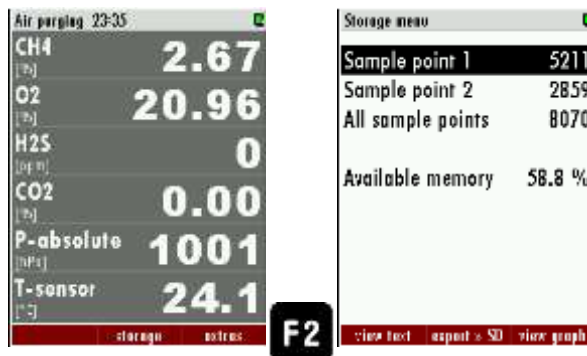 Air purging 23:35
CH4 2.67
[%]
O2 20.96
[%]
H2S 0
[ppm]
CO2 0.00
[%]
P-absolute 1001
[hPa]
T-sensor 24.1
[°C]
storage extras
F2
Storage menu
Sample point 1 5211
Sample point 2 2859
All sample points 8070
Available memory 58.8 %
view text export > SD view graph